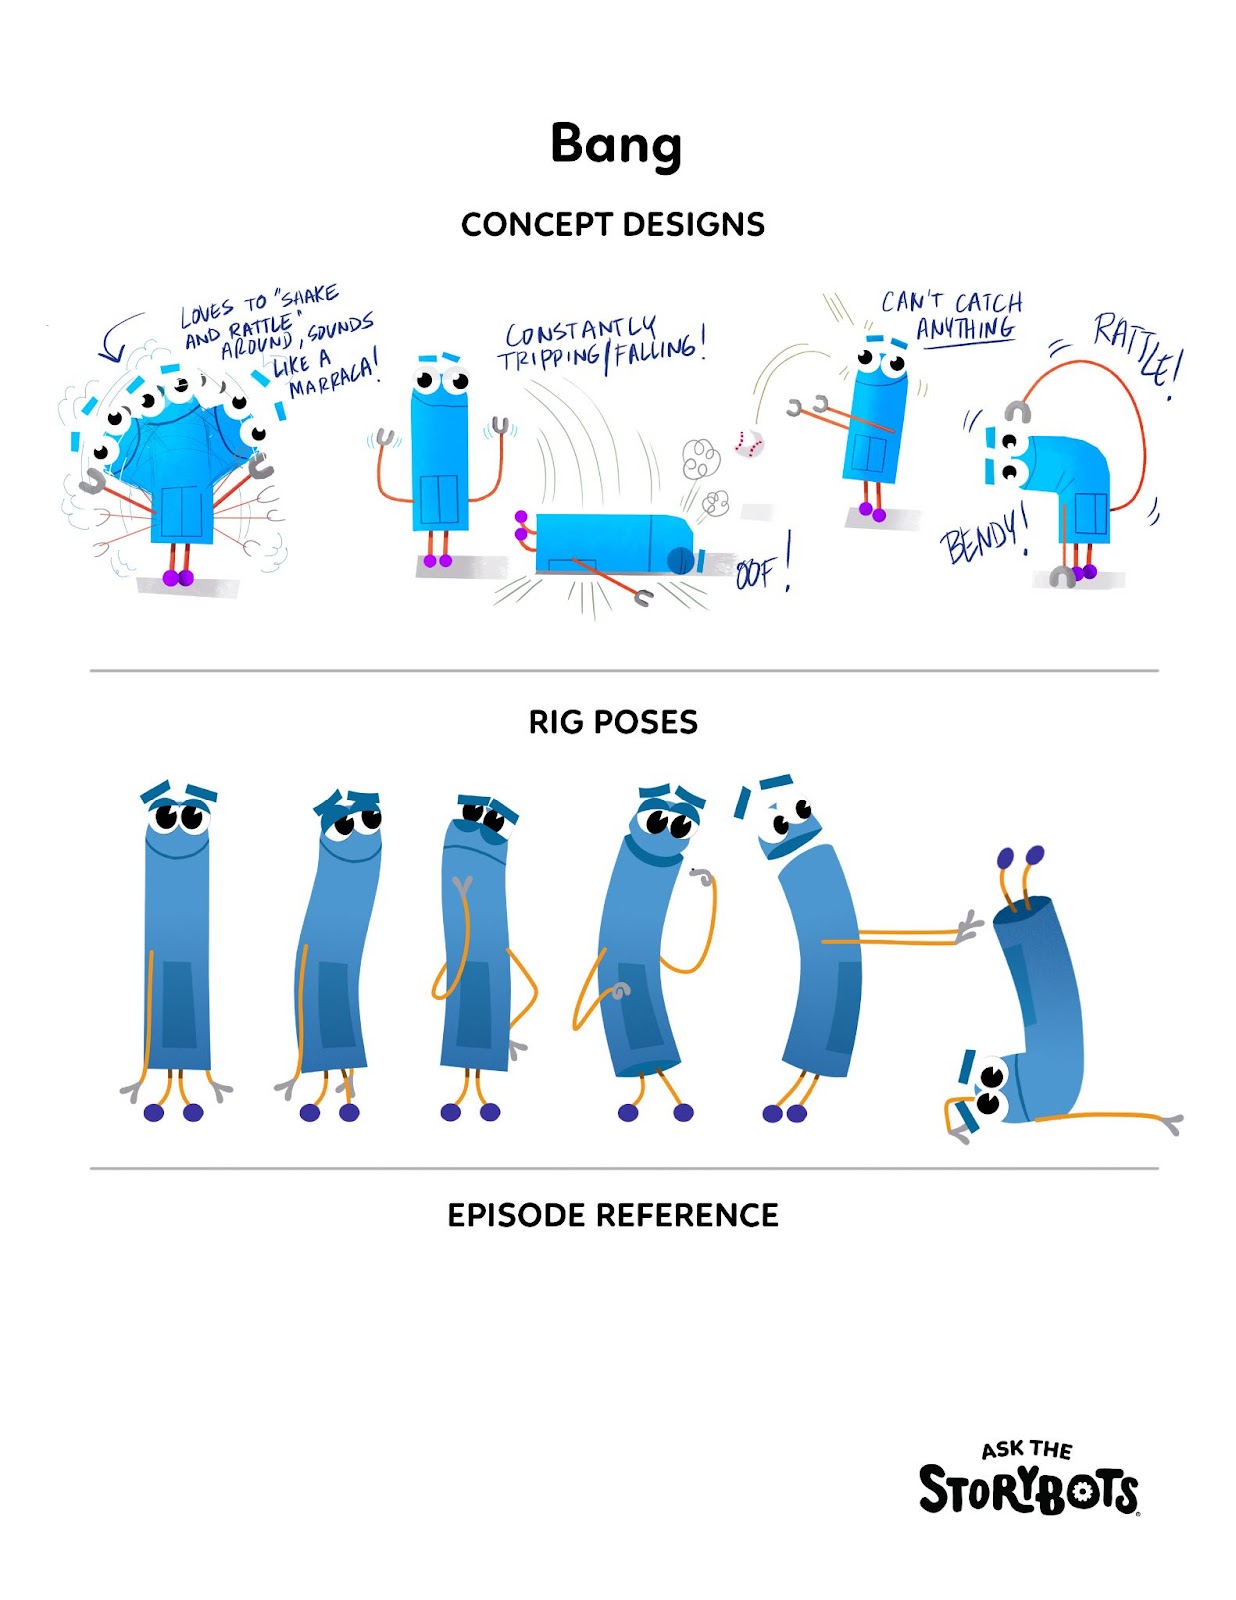 Bang
CONCEPT DESIGNS
LOVES TO "SHAKE
AND RATTLE"
AROUND, SOUNDS
LIKE A
MARRACA!
CONSTANTLY
TRIPPING/FALLING!
OOF!
CAN'T CATCH
ANYTHING
RATTLE!
BENDY!
RIG POSES
EPISODE REFERENCE
ASK THE
STORYBOTS